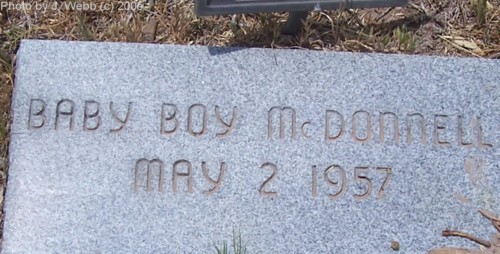 Photo by J. Webb (c) 2006
BABY BOY McDONNELL
MAY 2 1957